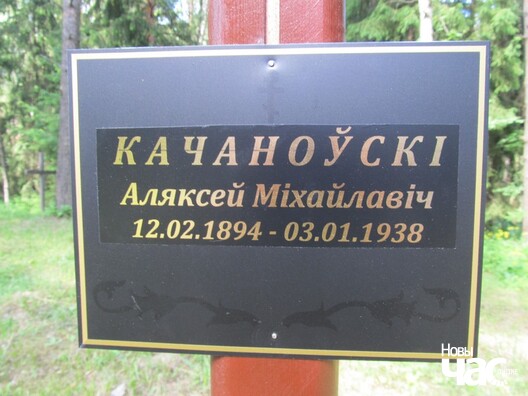 КАЧАНОЎСКІ
Аляксей Міхайлавіч
12.02.1894 - 03.01.1938
Новы
час